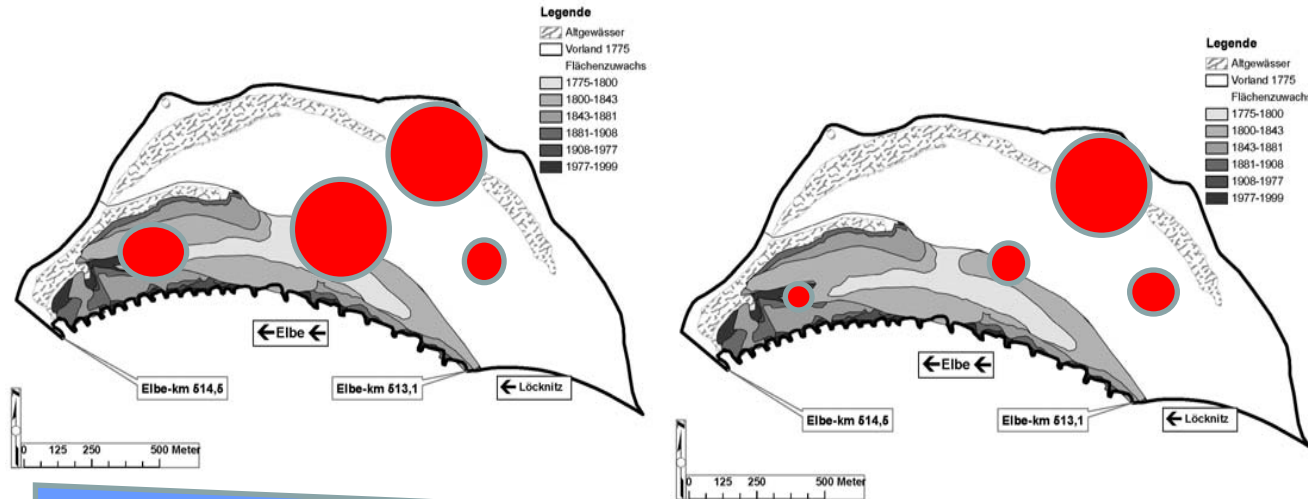 Legende
Altgewässer
Vorland 1775
Flächenzuwachs
1775-1800
1800-1843
1843-1881
1881-1908
1908-1977
1977-1999
Elbe
Elbe-km 514,5
Elbe-km 513,1
Löcknitz
0 125 250 500 Meter
Legende
Altgewässer
Vorland 1775
Flächenzuwachs
1775-1800
1800-1843
1843-1881
1881-1908
1908-1977
1977-1999
Elbe
Elbe-km 514,5
Elbe-km 513,1
Löcknitz
0 125 250 500 Meter